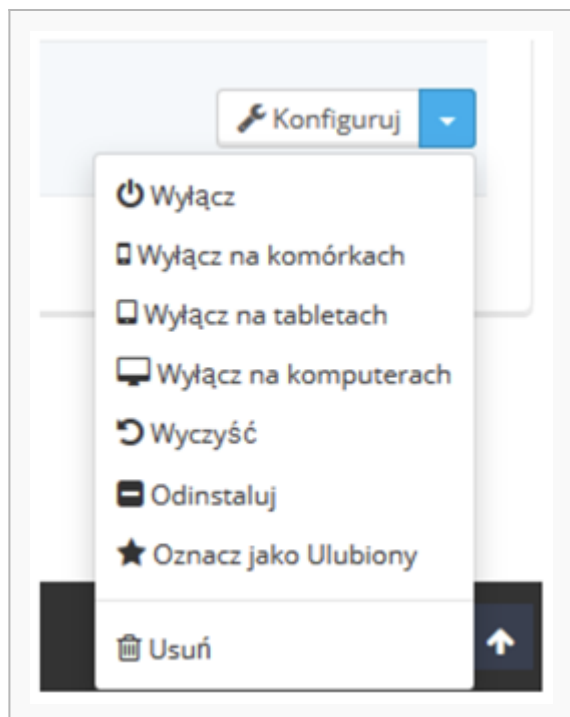 Konfiguruj
Wyłącz
Wyłącz na komórkach
Wyłącz na tabletach
Wyłącz na komputerach
Wyczyść
Odinstaluj
Oznacz jako Ulubiony
Usuń